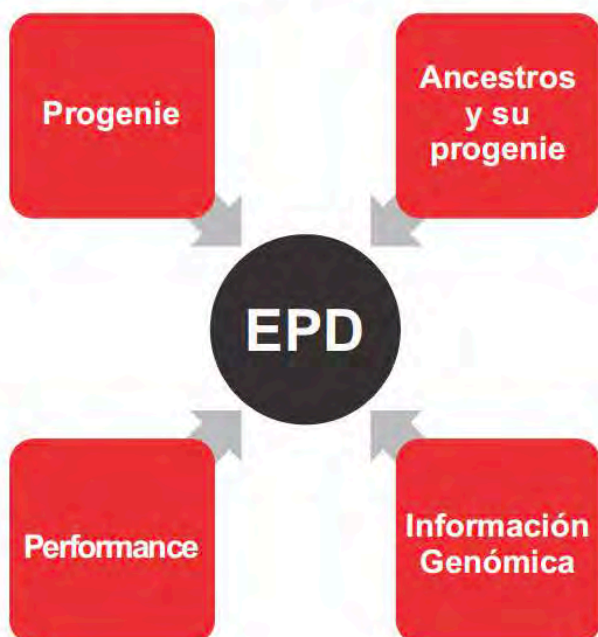 Progenie
Ancestros
y su
progenie
EPD
Performance
Información
Genómica